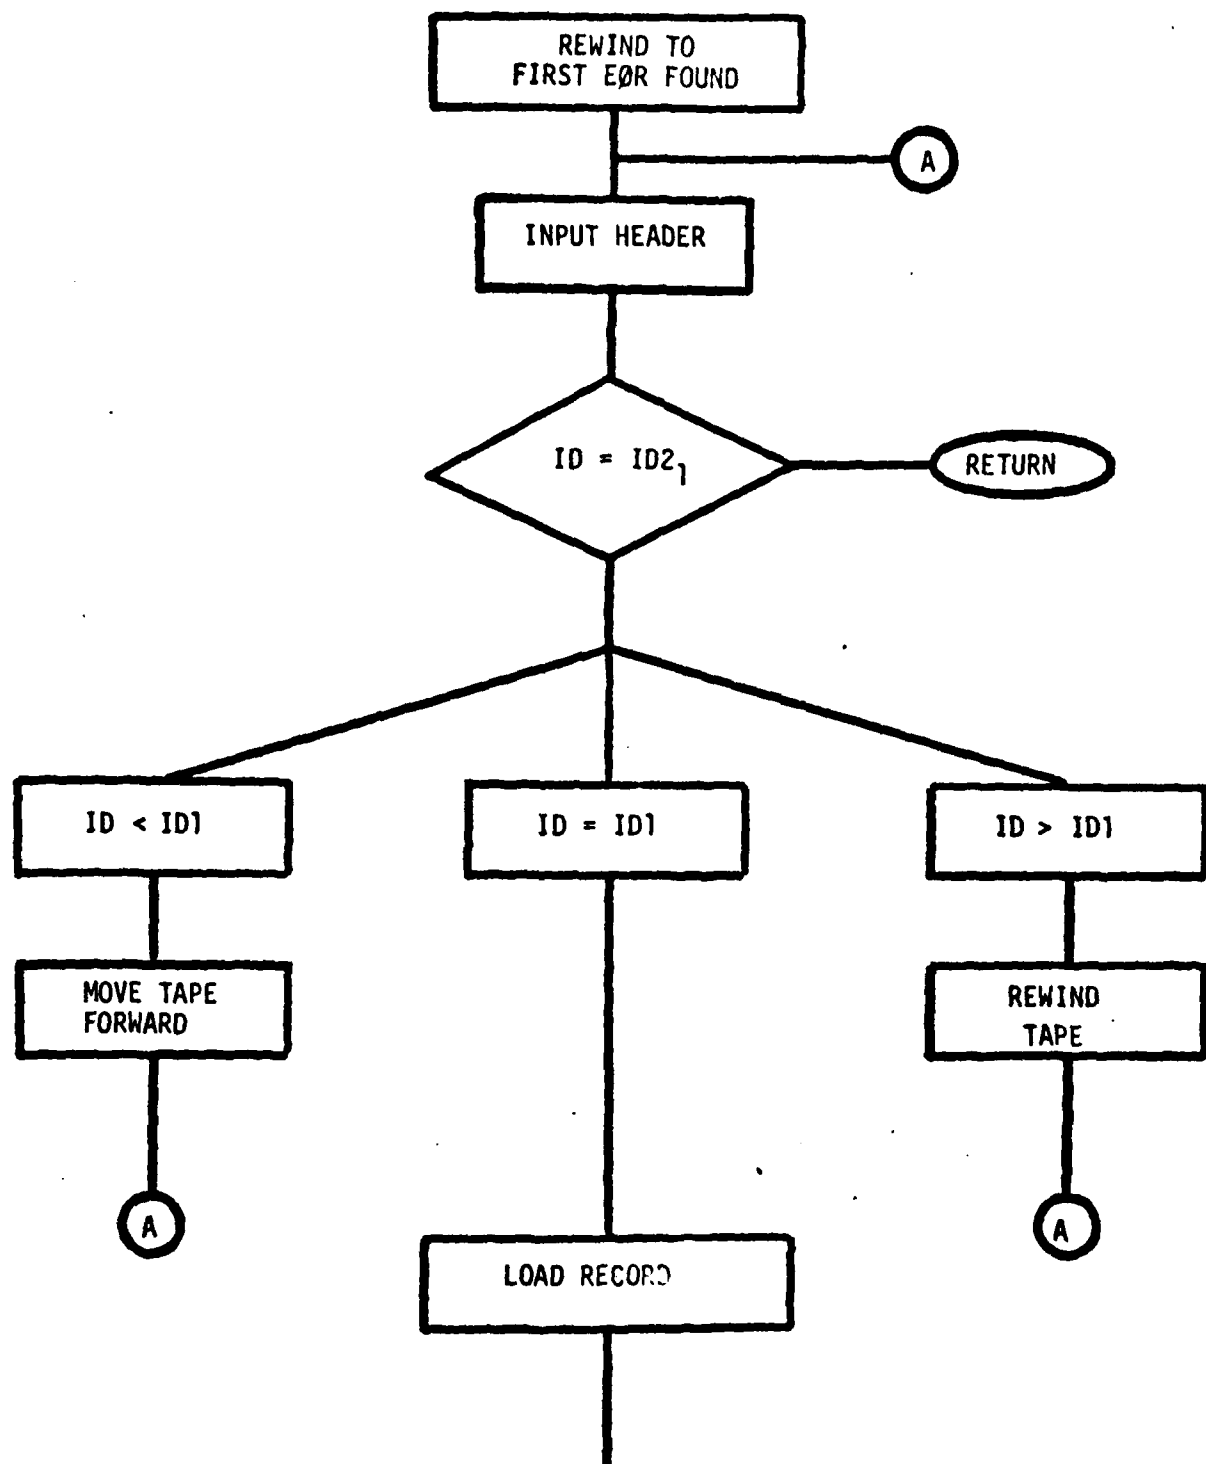 REWIND TO
FIRST EØR FOUND
A
INPUT HEADER
ID = ID2₁
RETURN
ID < ID1
ID = ID1
ID > ID1
MOVE TAPE
FORWARD
REWIND
TAPE
A
A
LOAD RECORD